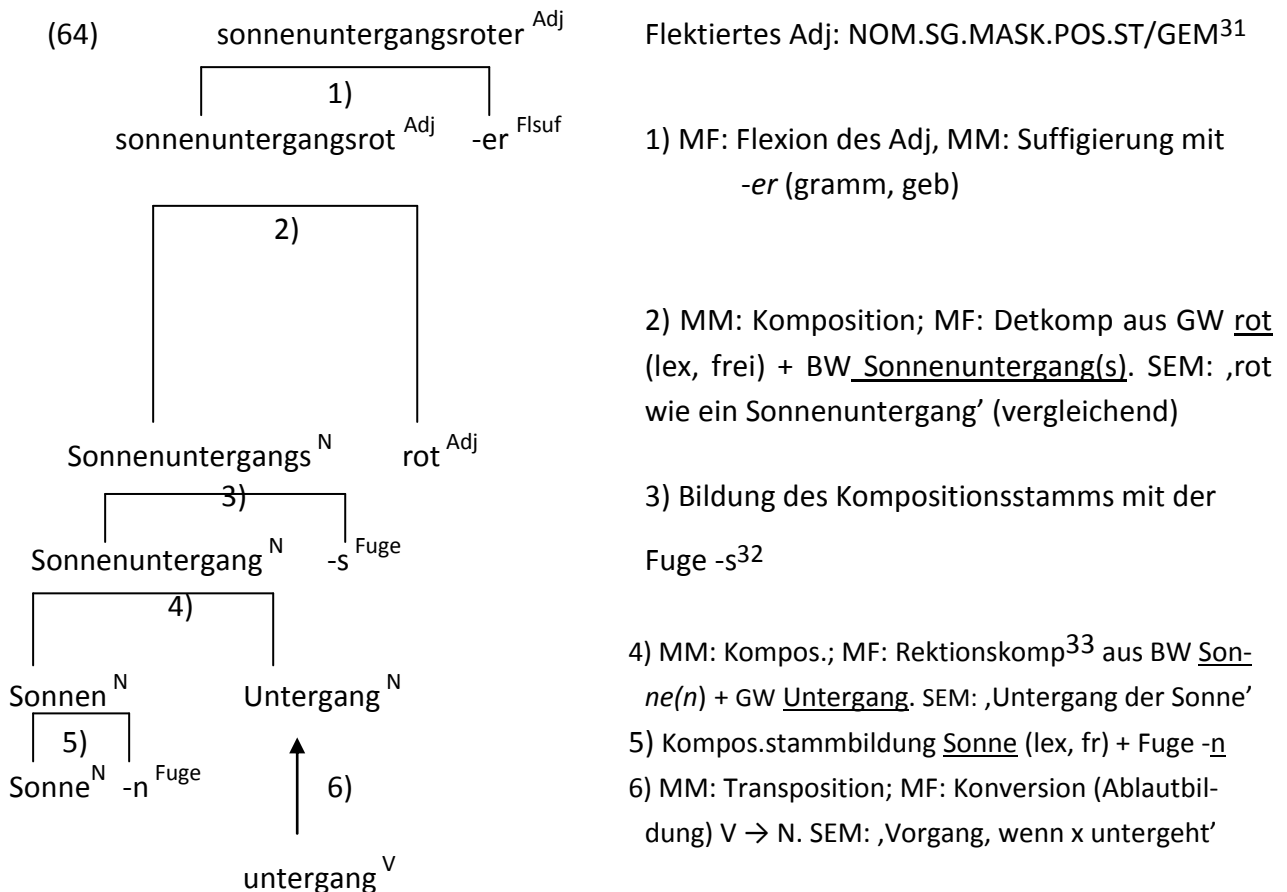 (64) sonnenuntergangsroter Adj Flektiertes Adj: NOM.SG.MASK.POS.ST/GEM31
1)
sonnenuntergangsrot Adj -er Flsuf 1) MF: Flexion des Adj, MM: Suffigierung mit
-er (gramm, geb)
2)
2) MM: Komposition; MF: Detkomp aus GW rot
(lex, frei) + BW Sonnenuntergang(s). SEM: ‚rot
wie ein Sonnenuntergang’ (vergleichend)
Sonnenuntergangs N rot Adj
3) 3) Bildung des Kompositionsstamms mit der
Sonnenuntergang N -s Fuge Fuge -s32
4)
4) MM: Kompos.; MF: Rektionskomp33 aus BW Son-
Sonnen N Untergang N ne(n) + GW Untergang. SEM: ‚Untergang der Sonne’
5) 5) Kompos.stammbildung Sonne (lex, fr) + Fuge -n
Sonne N -n Fuge 6) 6) MM: Transposition; MF: Konversion (Ablautbil-
dung) V → N. SEM: ‚Vorgang, wenn x untergeht’
untergang V